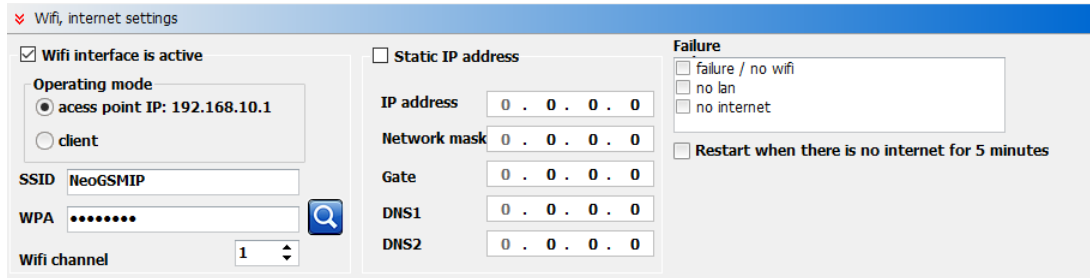 Wifi, internet settings
Wifi interface is active
Operating mode
acess point IP: 192.168.10.1
client
SSID NeoGSMIP
WPA ••••••••
Wifi channel 1
Static IP address
IP address 0 . 0 . 0 . 0
Network mask 0 . 0 . 0 . 0
Gate 0 . 0 . 0 . 0
DNS1 0 . 0 . 0 . 0
DNS2 0 . 0 . 0 . 0
Failure
failure / no wifi
no lan
no internet
Restart when there is no internet for 5 minutes